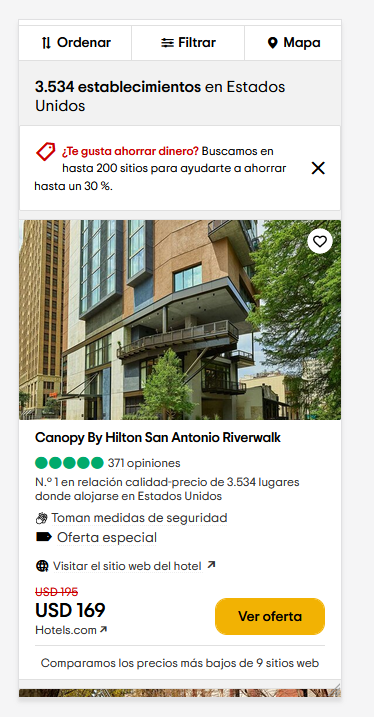 Ordenar Filtrar Mapa
3.534 establecimientos en Estados
Unidos
¿Te gusta ahorrar dinero? Buscamos en
hasta 200 sitios para ayudarte a ahorrar
hasta un 30 %.
Canopy By Hilton San Antonio Riverwalk
371 opiniones
N.º 1 en relación calidad-precio de 3.534 lugares
donde alojarse en Estados Unidos
Toman medidas de seguridad
Oferta especial
Visitar el sitio web del hotel
USD 195
USD 169
Hotels.com
Ver oferta
Comparamos los precios más bajos de 9 sitios web